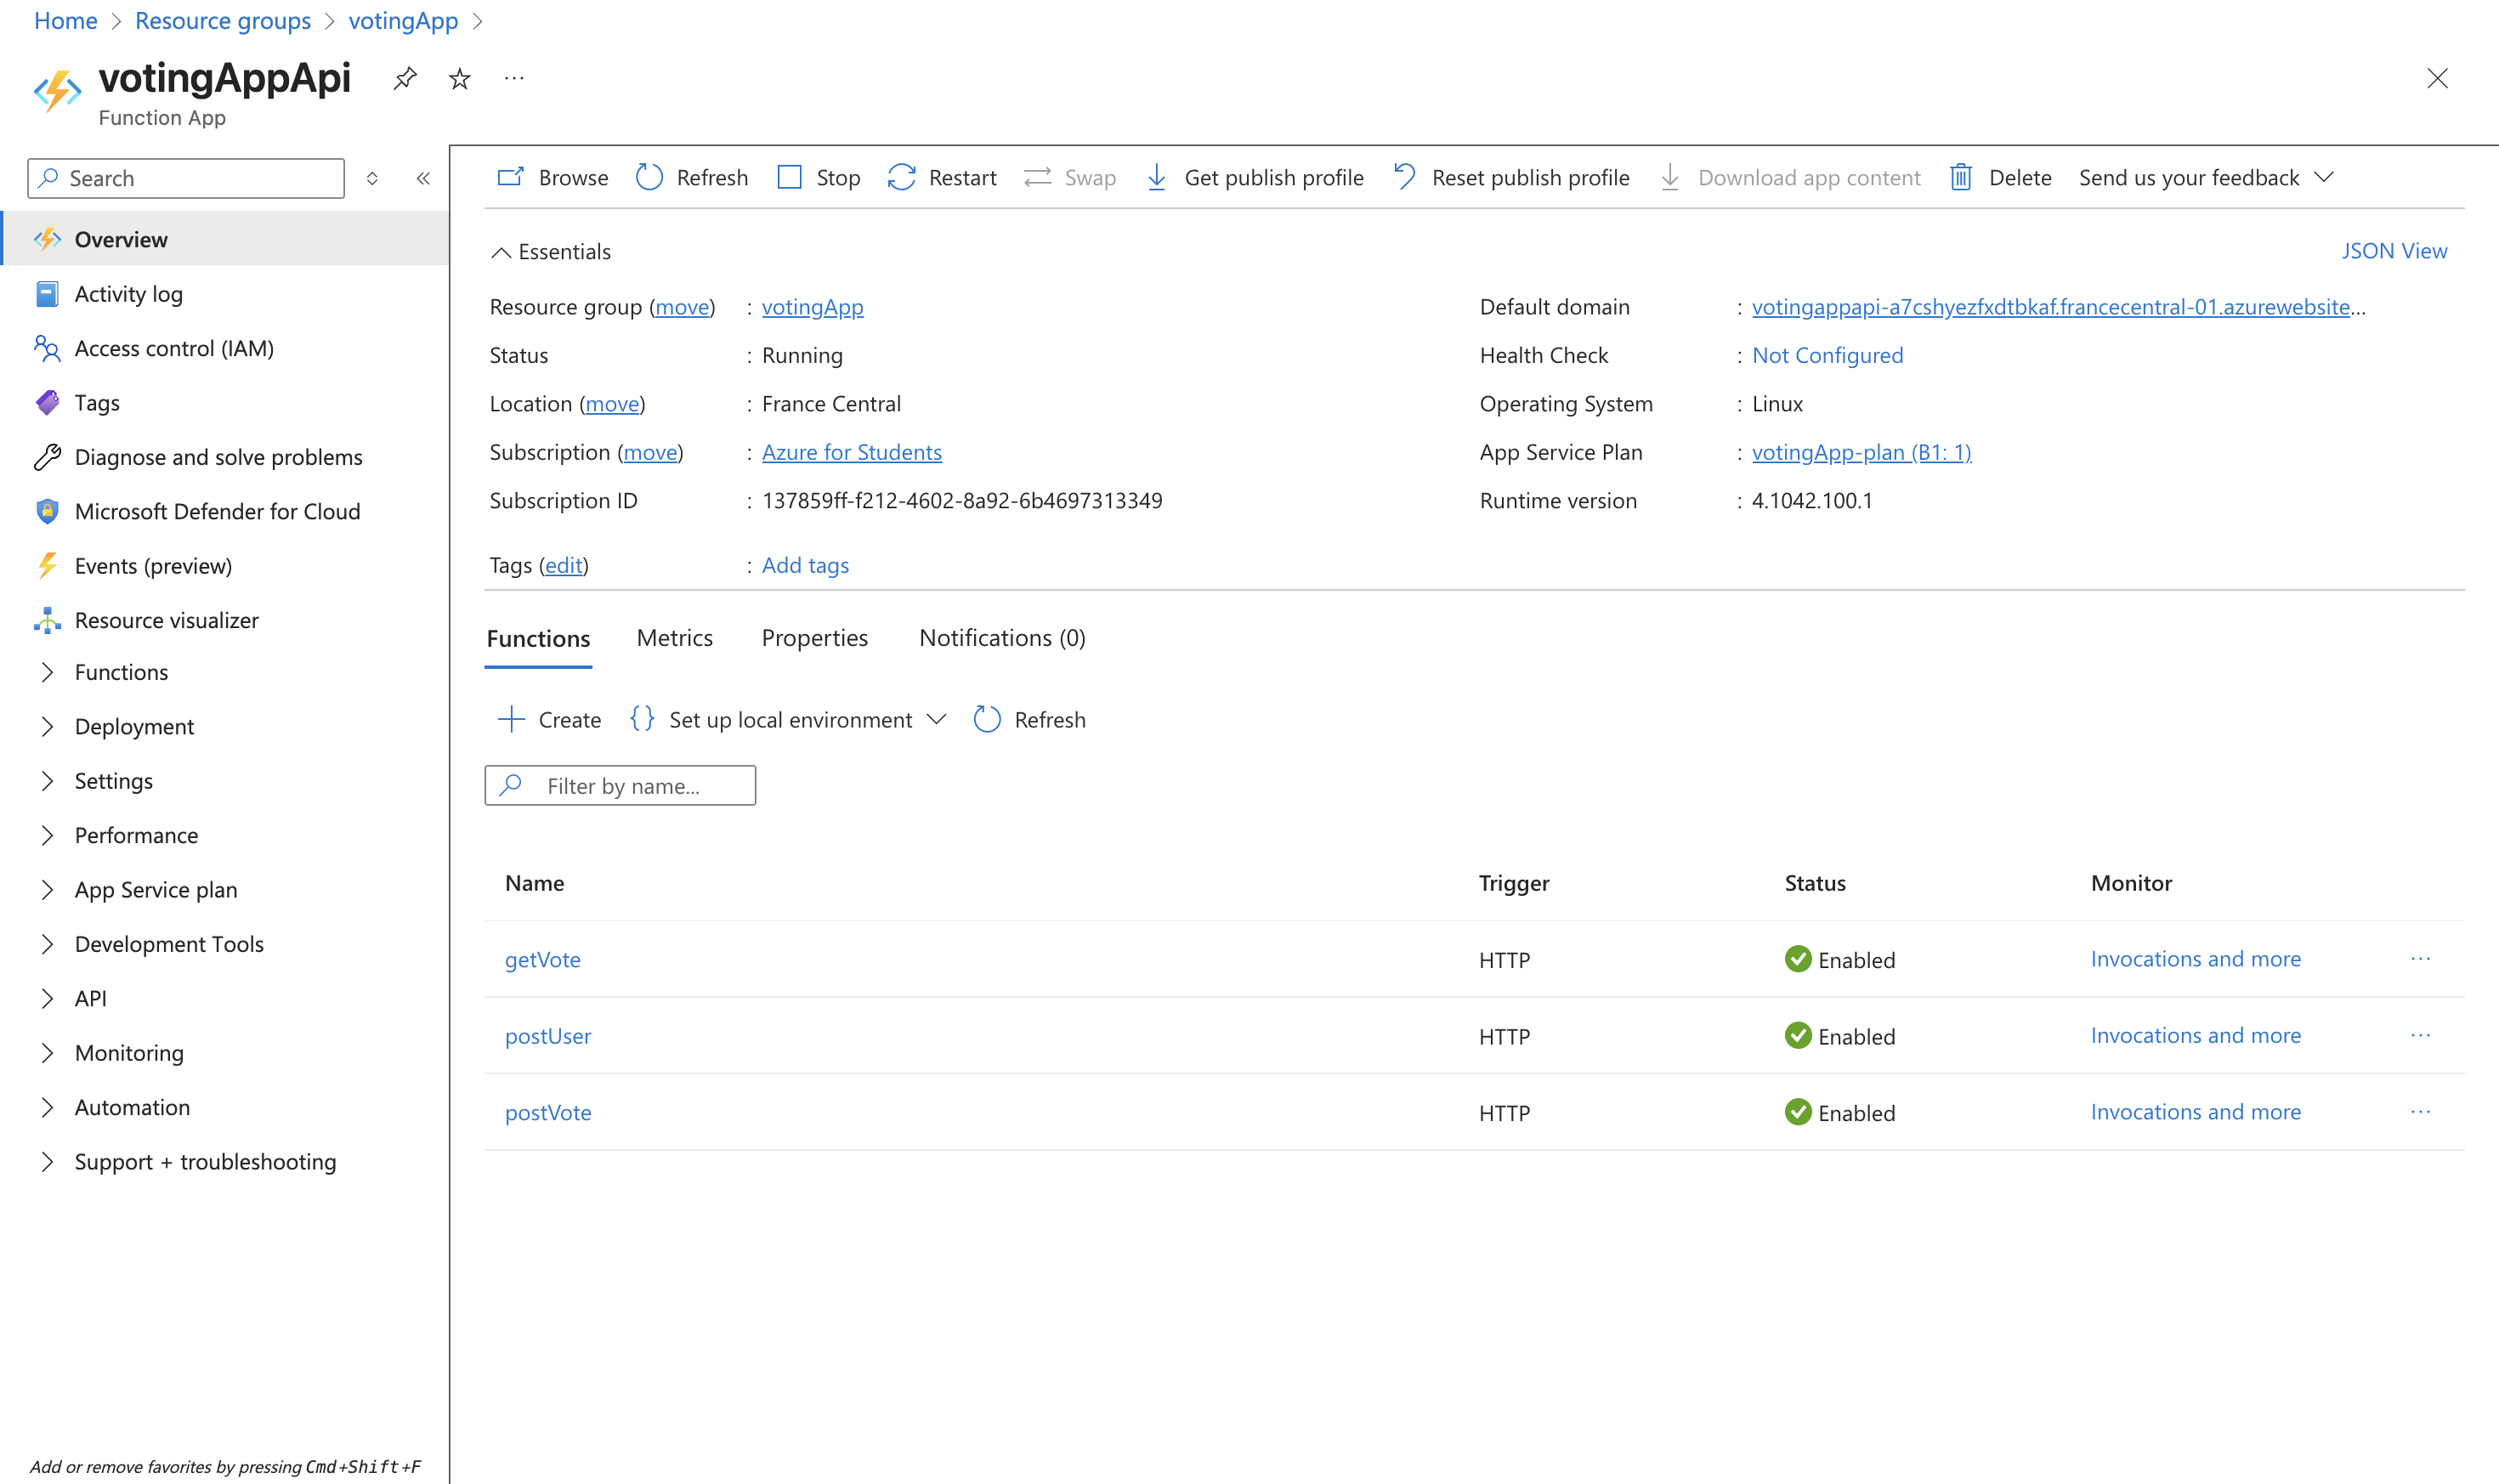 Home > Resource groups > votingApp >
votingAppApi
Function App
Search
Overview
Activity log
Access control (IAM)
Tags
Diagnose and solve problems
Microsoft Defender for Cloud
Events (preview)
Resource visualizer
Functions
Deployment
Settings
Performance
App Service plan
Development Tools
API
Monitoring
Automation
Support + troubleshooting
Add or remove favorites by pressing Cmd+Shift+F
Browse Refresh Stop Restart Swap Get publish profile Reset publish profile Download app content Delete Send us your feedback
Essentials
JSON View
Resource group (move) : votingApp
Status : Running
Location (move) : France Central
Subscription (move) : Azure for Students
Subscription ID : 137859ff-f212-4602-8a92-6b4697313349
Tags (edit) : Add tags
Default domain : votingappapi-a7cshyezfxdtbkaf.francecentral-01.azurewebsite...
Health Check : Not Configured
Operating System : Linux
App Service Plan : votingApp-plan (B1: 1)
Runtime version : 4.1042.100.1
Functions Metrics Properties Notifications (0)
Create {} Set up local environment Refresh
Filter by name...
Name Trigger Status Monitor
getVote HTTP Enabled Invocations and more ...
postUser HTTP Enabled Invocations and more ...
postVote HTTP Enabled Invocations and more ...